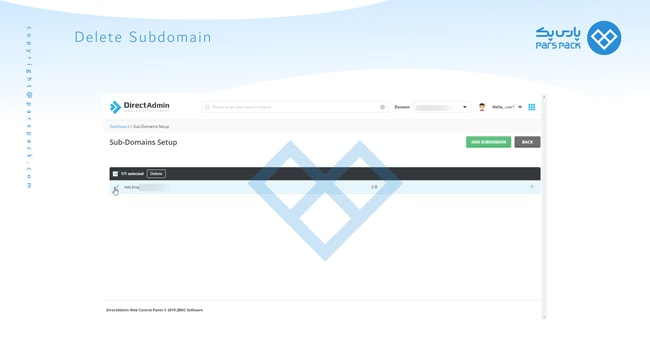 Delete Subdomain
پارس پک
PARS PACK
copyright@parspack.com
DirectAdmin
Please enter your search criteria
Domain
Hello, user1
Dashboard / Sub-Domains Setup
Sub-Domains Setup
ADD SUBDOMAIN
BACK
1/1 selected
Delete
0 B
DirectAdmin Web Control Panel © 2019 JBMC Software